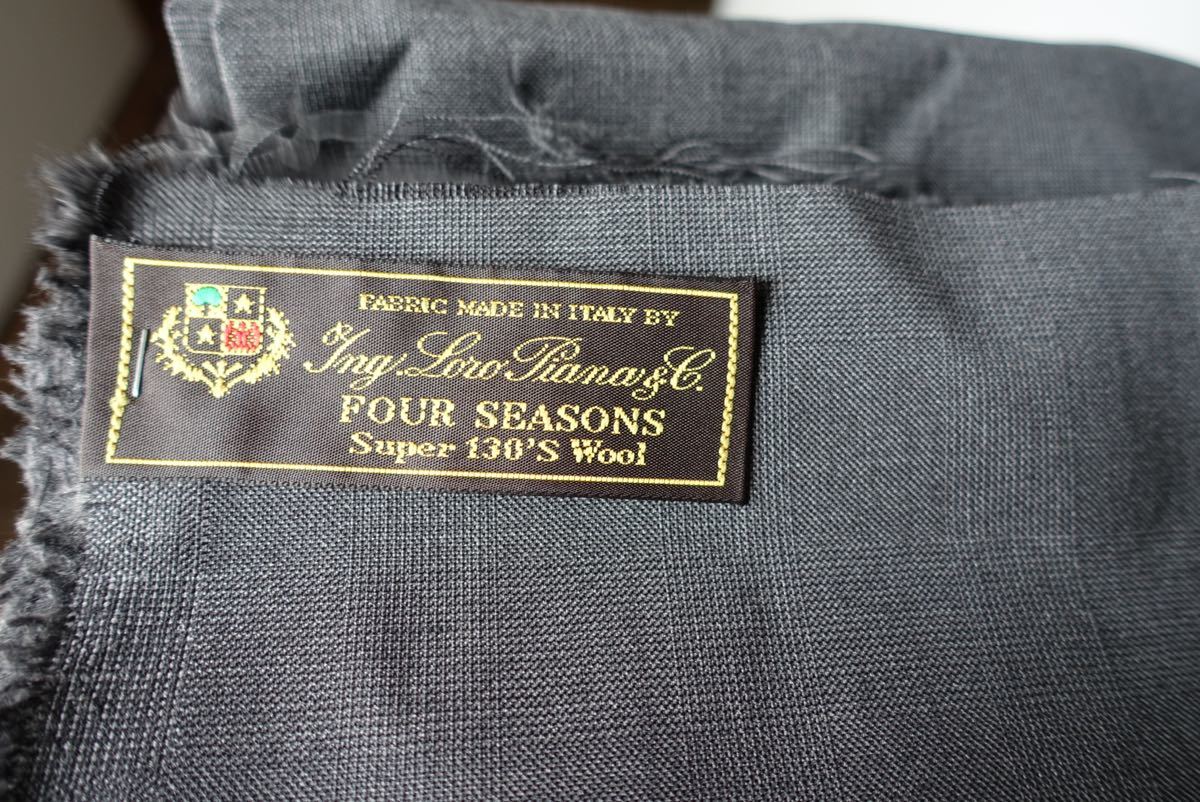 FABRIC MADE IN ITALY BY
Ing. Loro Piana & C.
FOUR SEASONS
Super 130'S Wool